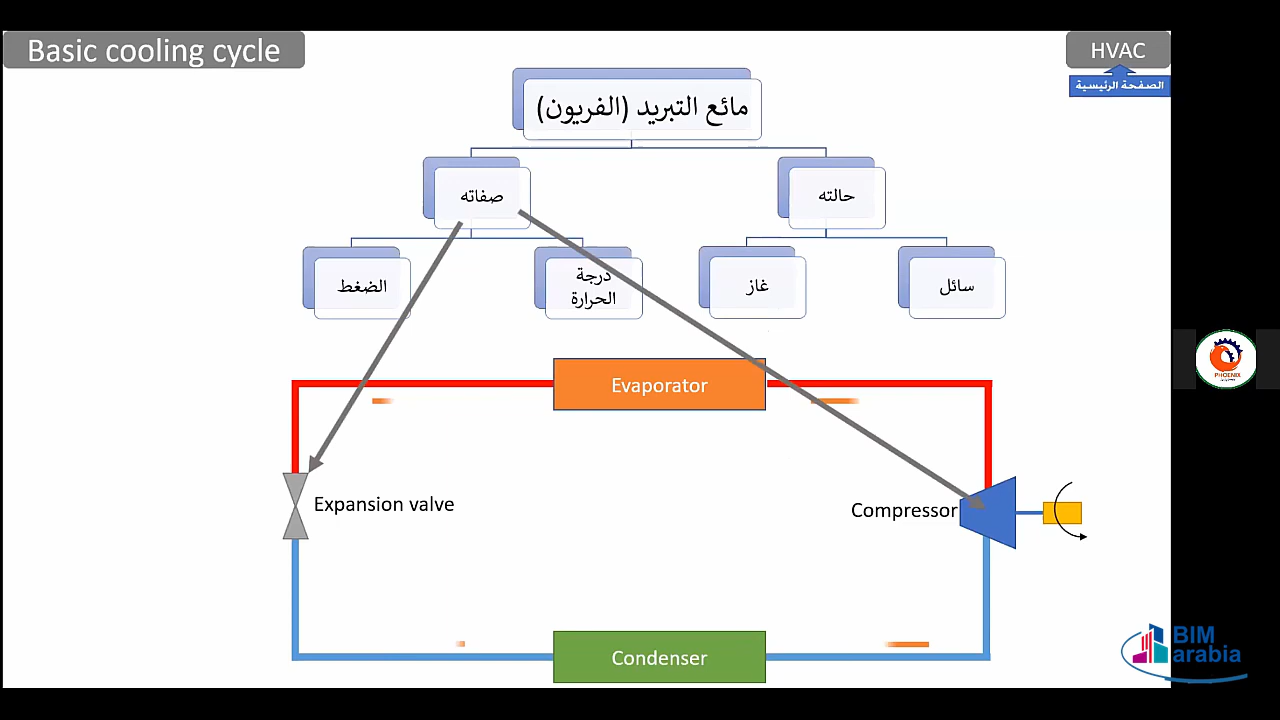 Basic cooling cycle
HVAC
الصفحة الرئيسية
مائع التبريد (الفريون)
صفاته
حالته
الضغط
درجة
الحرارة
غاز
سائل
Evaporator
Expansion valve
Compressor
Condenser
PHOENIX
BIM
arabia